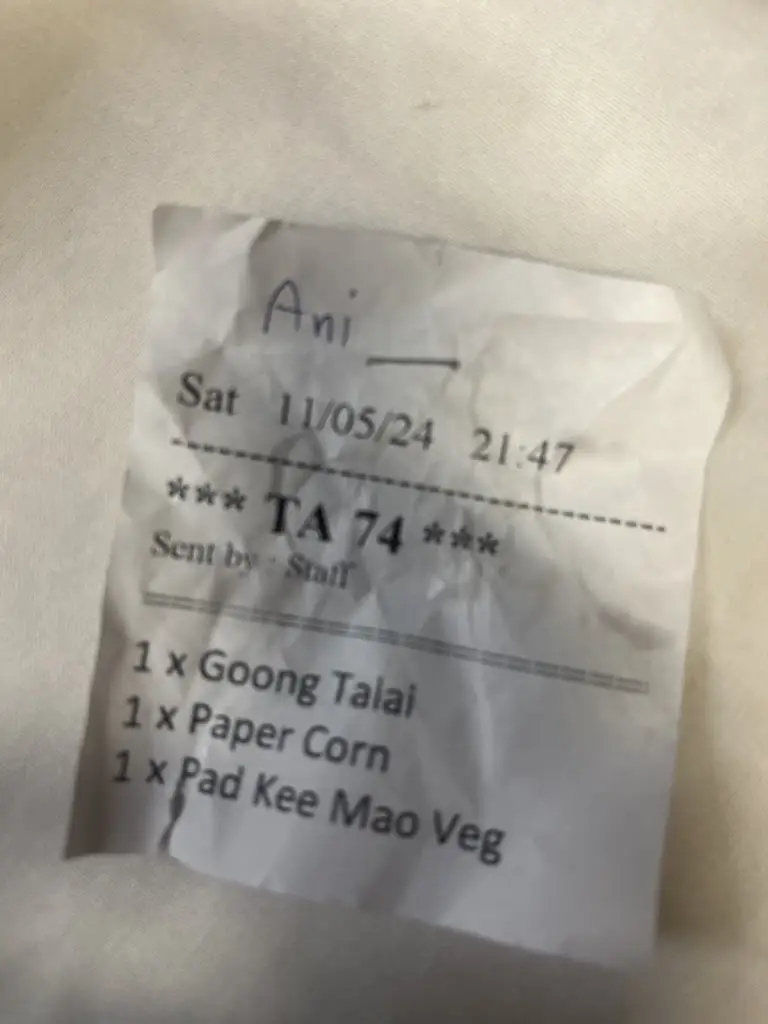 Ani
Sat 11/05/24 21:47
*** TA 74 ***
Sent by : Staff
1 x Goong Talai
1 x Paper Corn
1 x Pad Kee Mao Veg